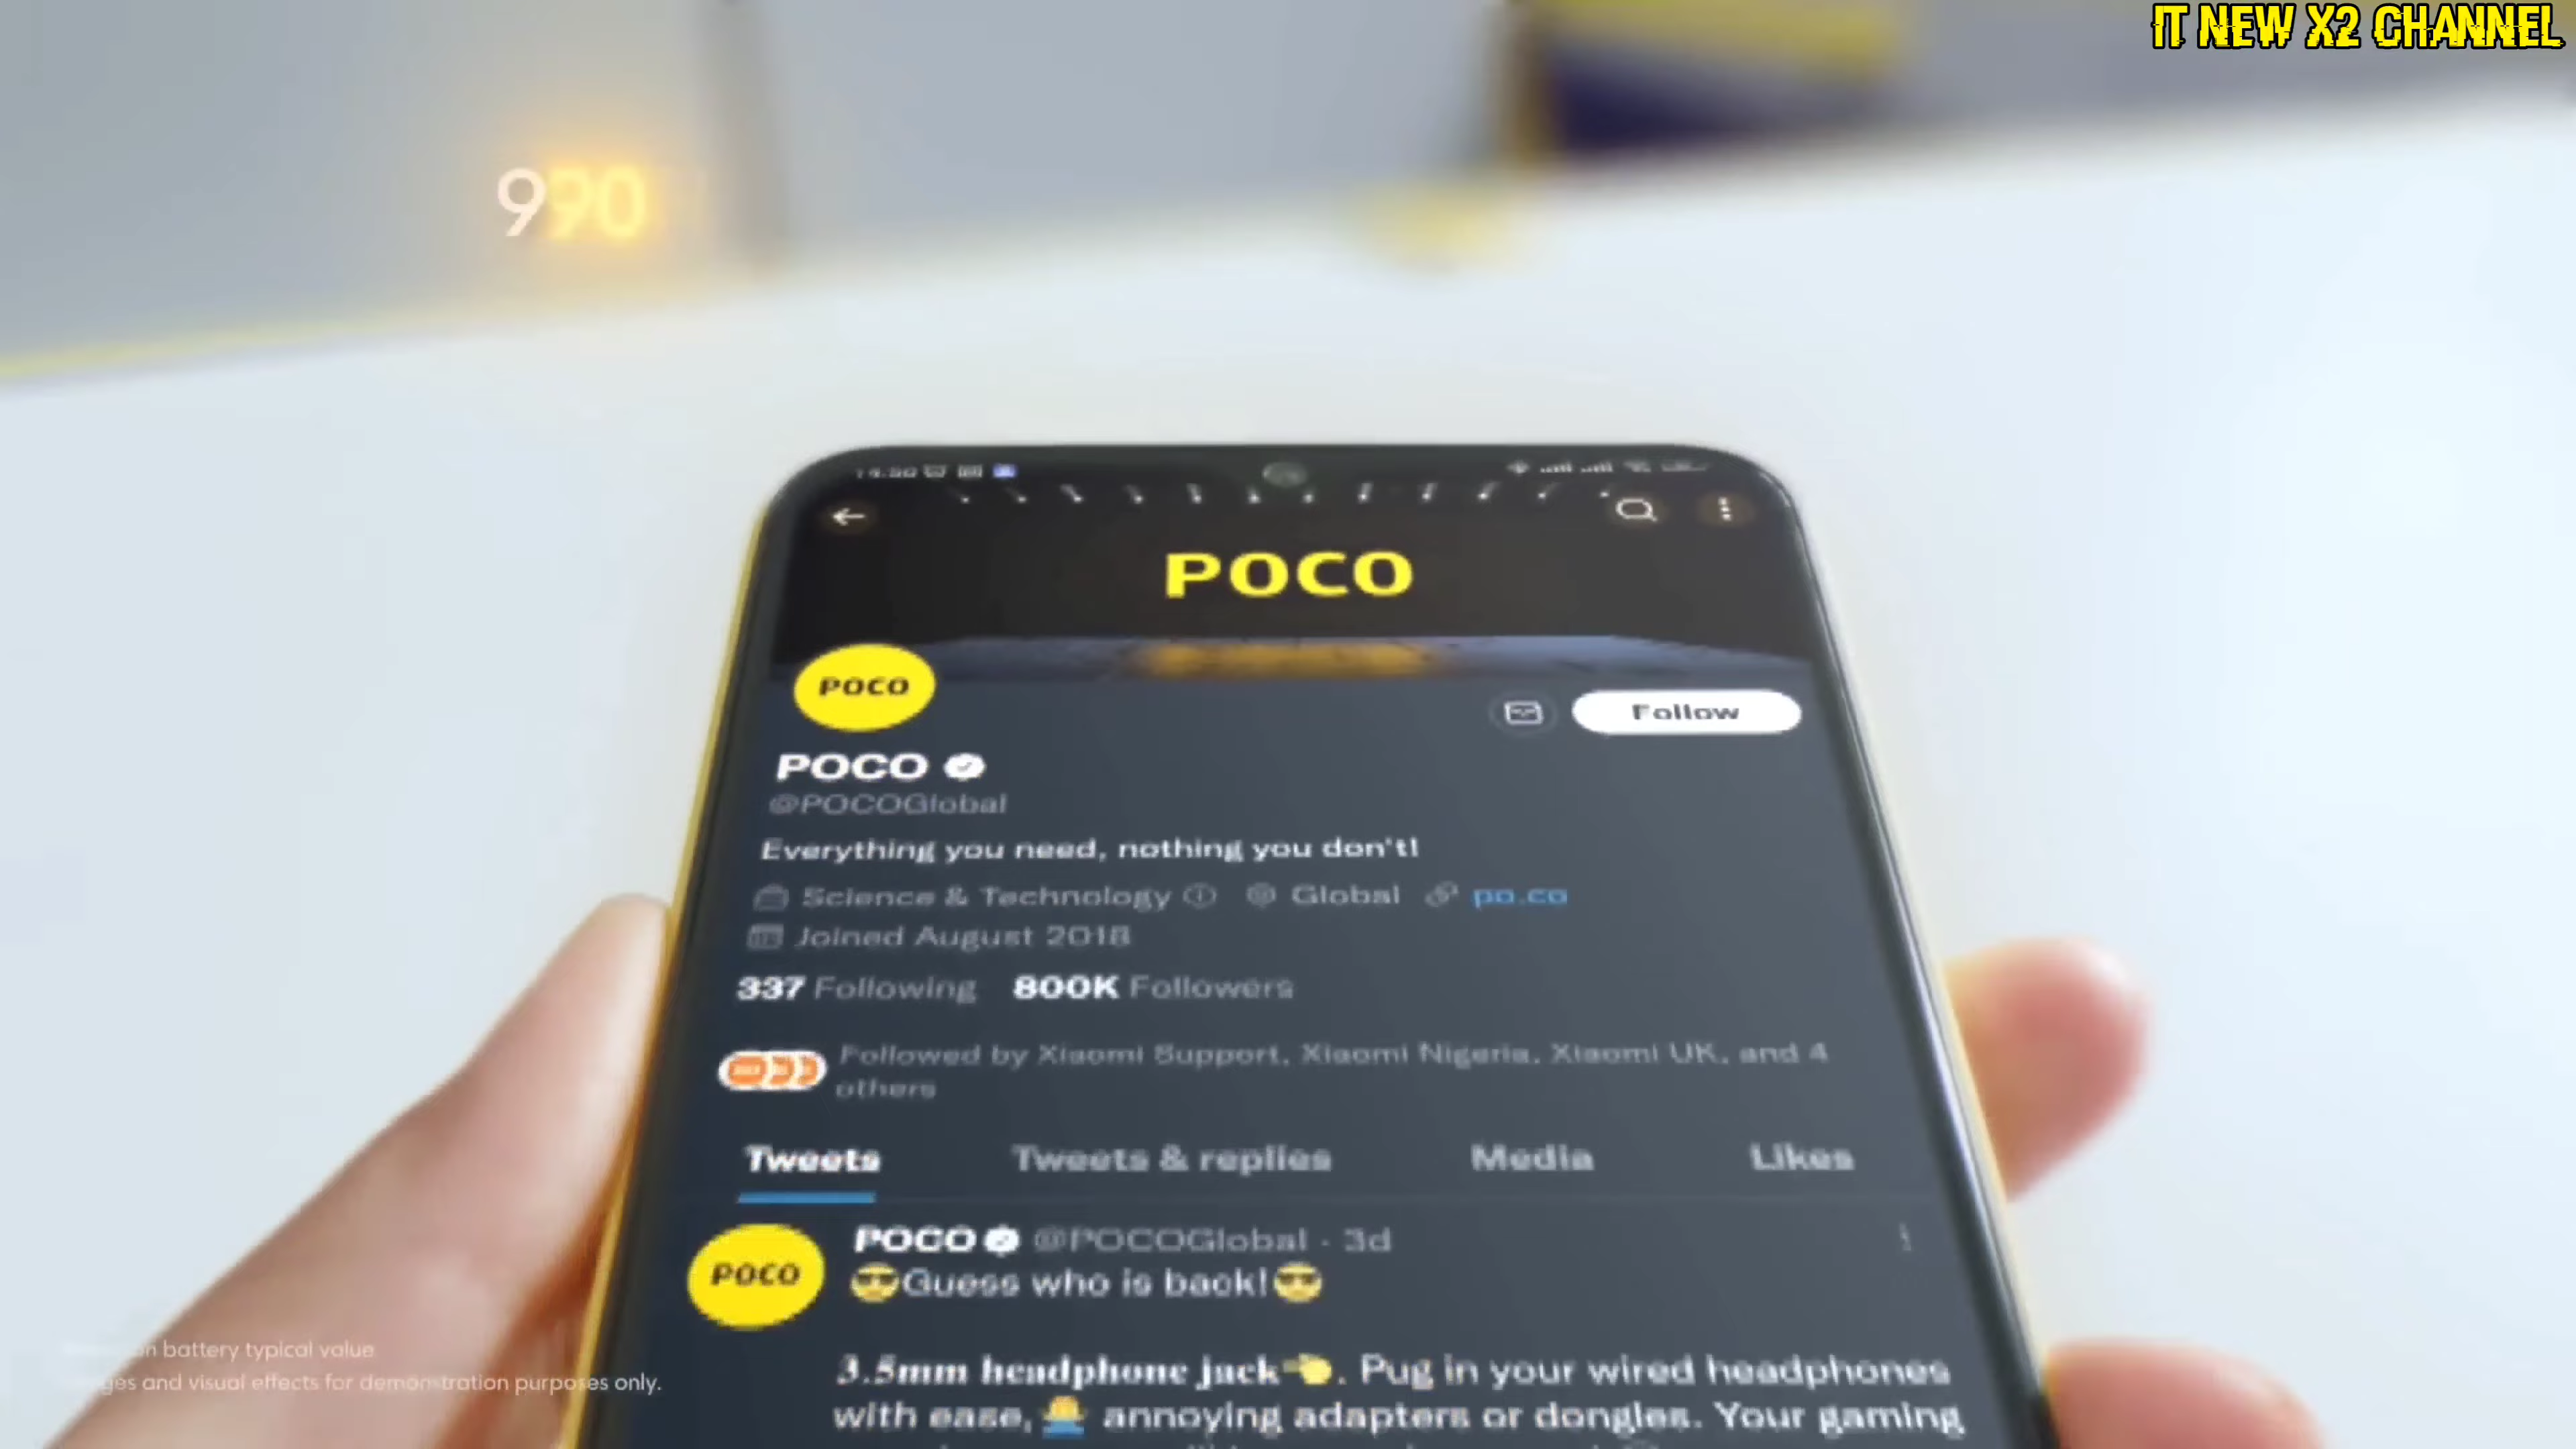 IT NEW X2 CHANNEL
990
POCO
POCO
Follow
POCO
@POCOGlobal
Everything you need, nothing you don't!
Science & Technology Global po.co
Joined August 2018
337 Following 800K Followers
Followed by Xiaomi Support, Xiaomi Nigeria, Xiaomi UK, and 4
others
Tweets Tweets & replies Media Likes
POCO
POCO @POCOGlobal · 3d
😎Guess who is back!😎
3.5mm headphone jack. Pug in your wired headphones
with ease, annoying adapters or dongles. Your gaming
battery typical value
and visual effects for demonstration purposes only.